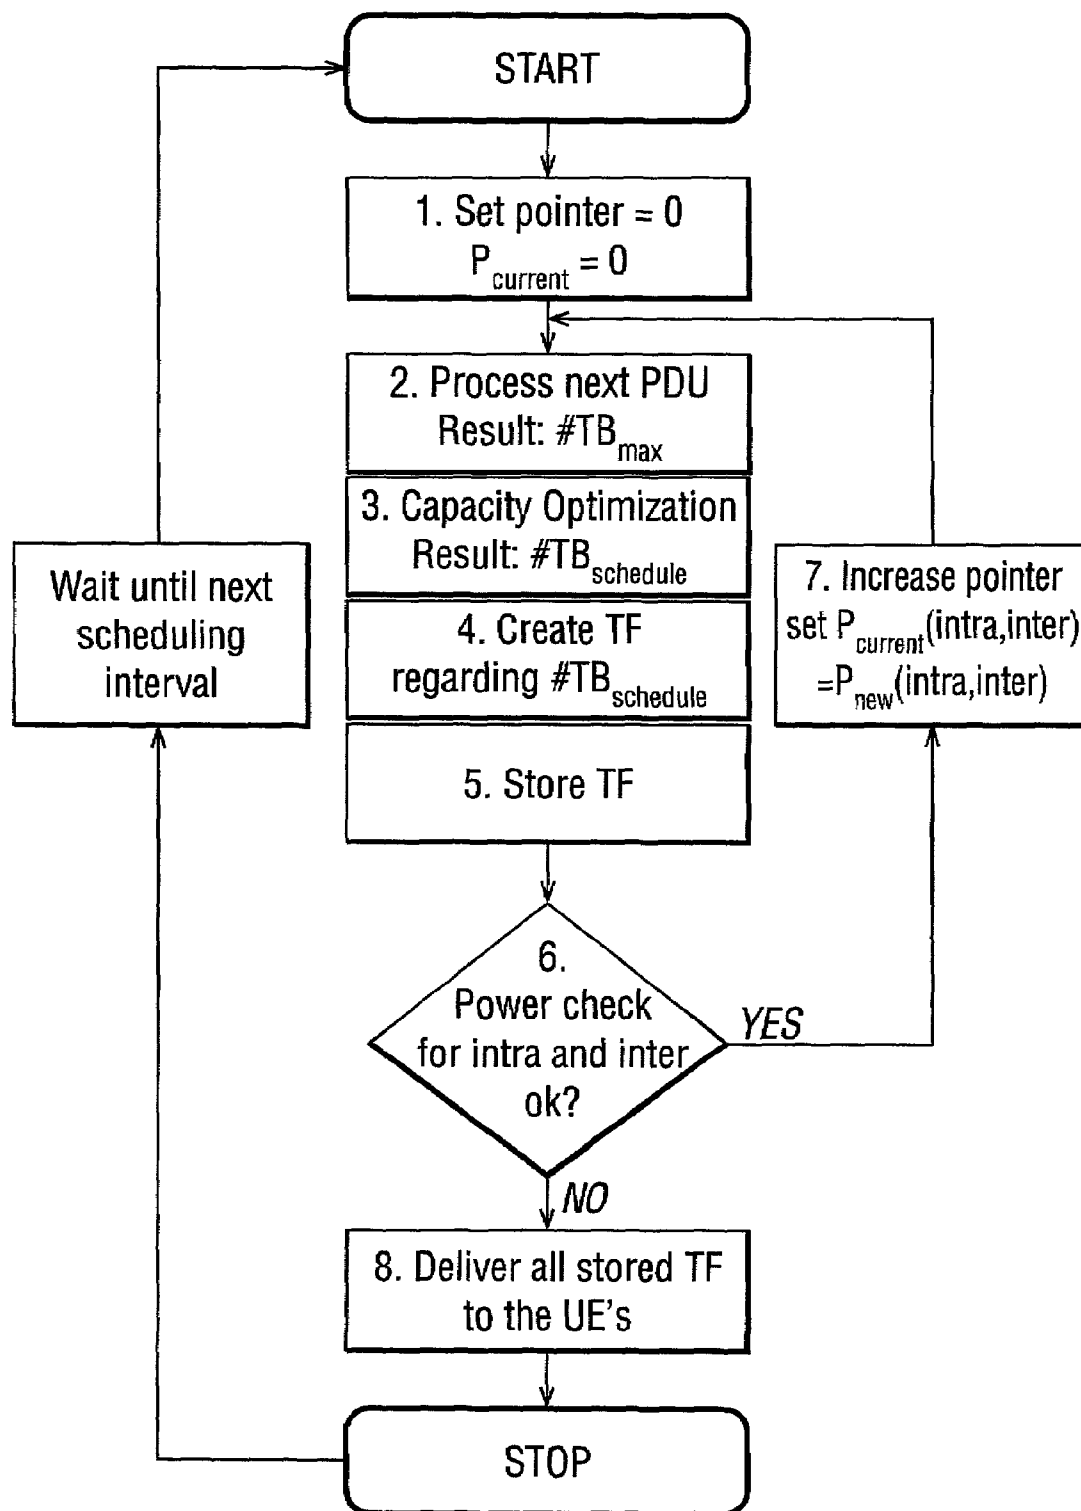 START
1. Set pointer = 0
P_current = 0
2. Process next PDU
Result: #TB_max
3. Capacity Optimization
Result: #TB_schedule
4. Create TF
regarding #TB_schedule
5. Store TF
6.
Power check
for intra and inter
ok?
YES
7. Increase pointer
set P_current(intra,inter)
=P_new(intra,inter)
NO
8. Deliver all stored TF
to the UE's
STOP
Wait until next
scheduling
interval